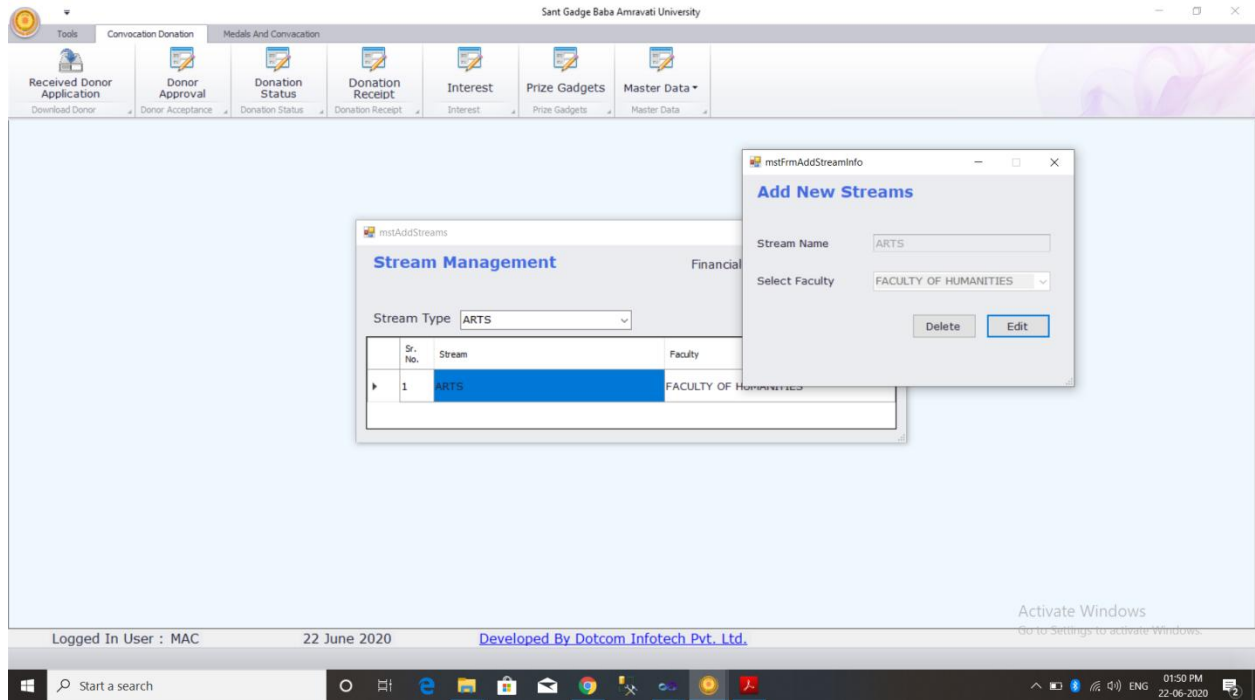 Sant Gadge Baba Amravati University
Tools Convocation Donation Medals And Convacation
Received Donor Application
Donor Approval
Donation Status
Donation Receipt
Interest
Prize Gadgets
Master Data
Download Donor Donor Acceptance Donation Status Donation Receipt Interest Prize Gadgets Master Data
mstFrmAddStreamInfo
Add New Streams
Stream Name ARTS
Select Faculty FACULTY OF HUMANITIES
Delete Edit
mstAddStreams
Stream Management Financial
Stream Type ARTS
Sr. No. Stream Faculty
1 ARTS FACULTY OF HUMANITIES
Activate Windows
Go to Settings to activate Windows.
Logged In User : MAC 22 June 2020 Developed By Dotcom Infotech Pvt. Ltd.
Start a search
ENG 01:50 PM
22-06-2020
2